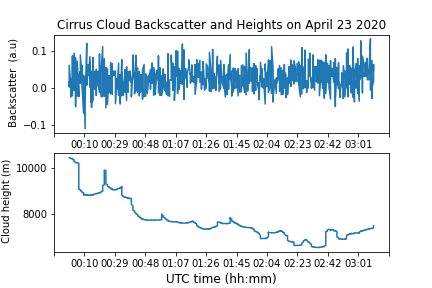 Cirrus Cloud Backscatter and Heights on April 23 2020
Backscatter (a.u)
0.1
0.0
−0.1
00:10 00:29 00:48 01:07 01:26 01:45 02:04 02:23 02:42 03:01
Cloud height (m)
10000
8000
00:10 00:29 00:48 01:07 01:26 01:45 02:04 02:23 02:42 03:01
UTC time (hh:mm)